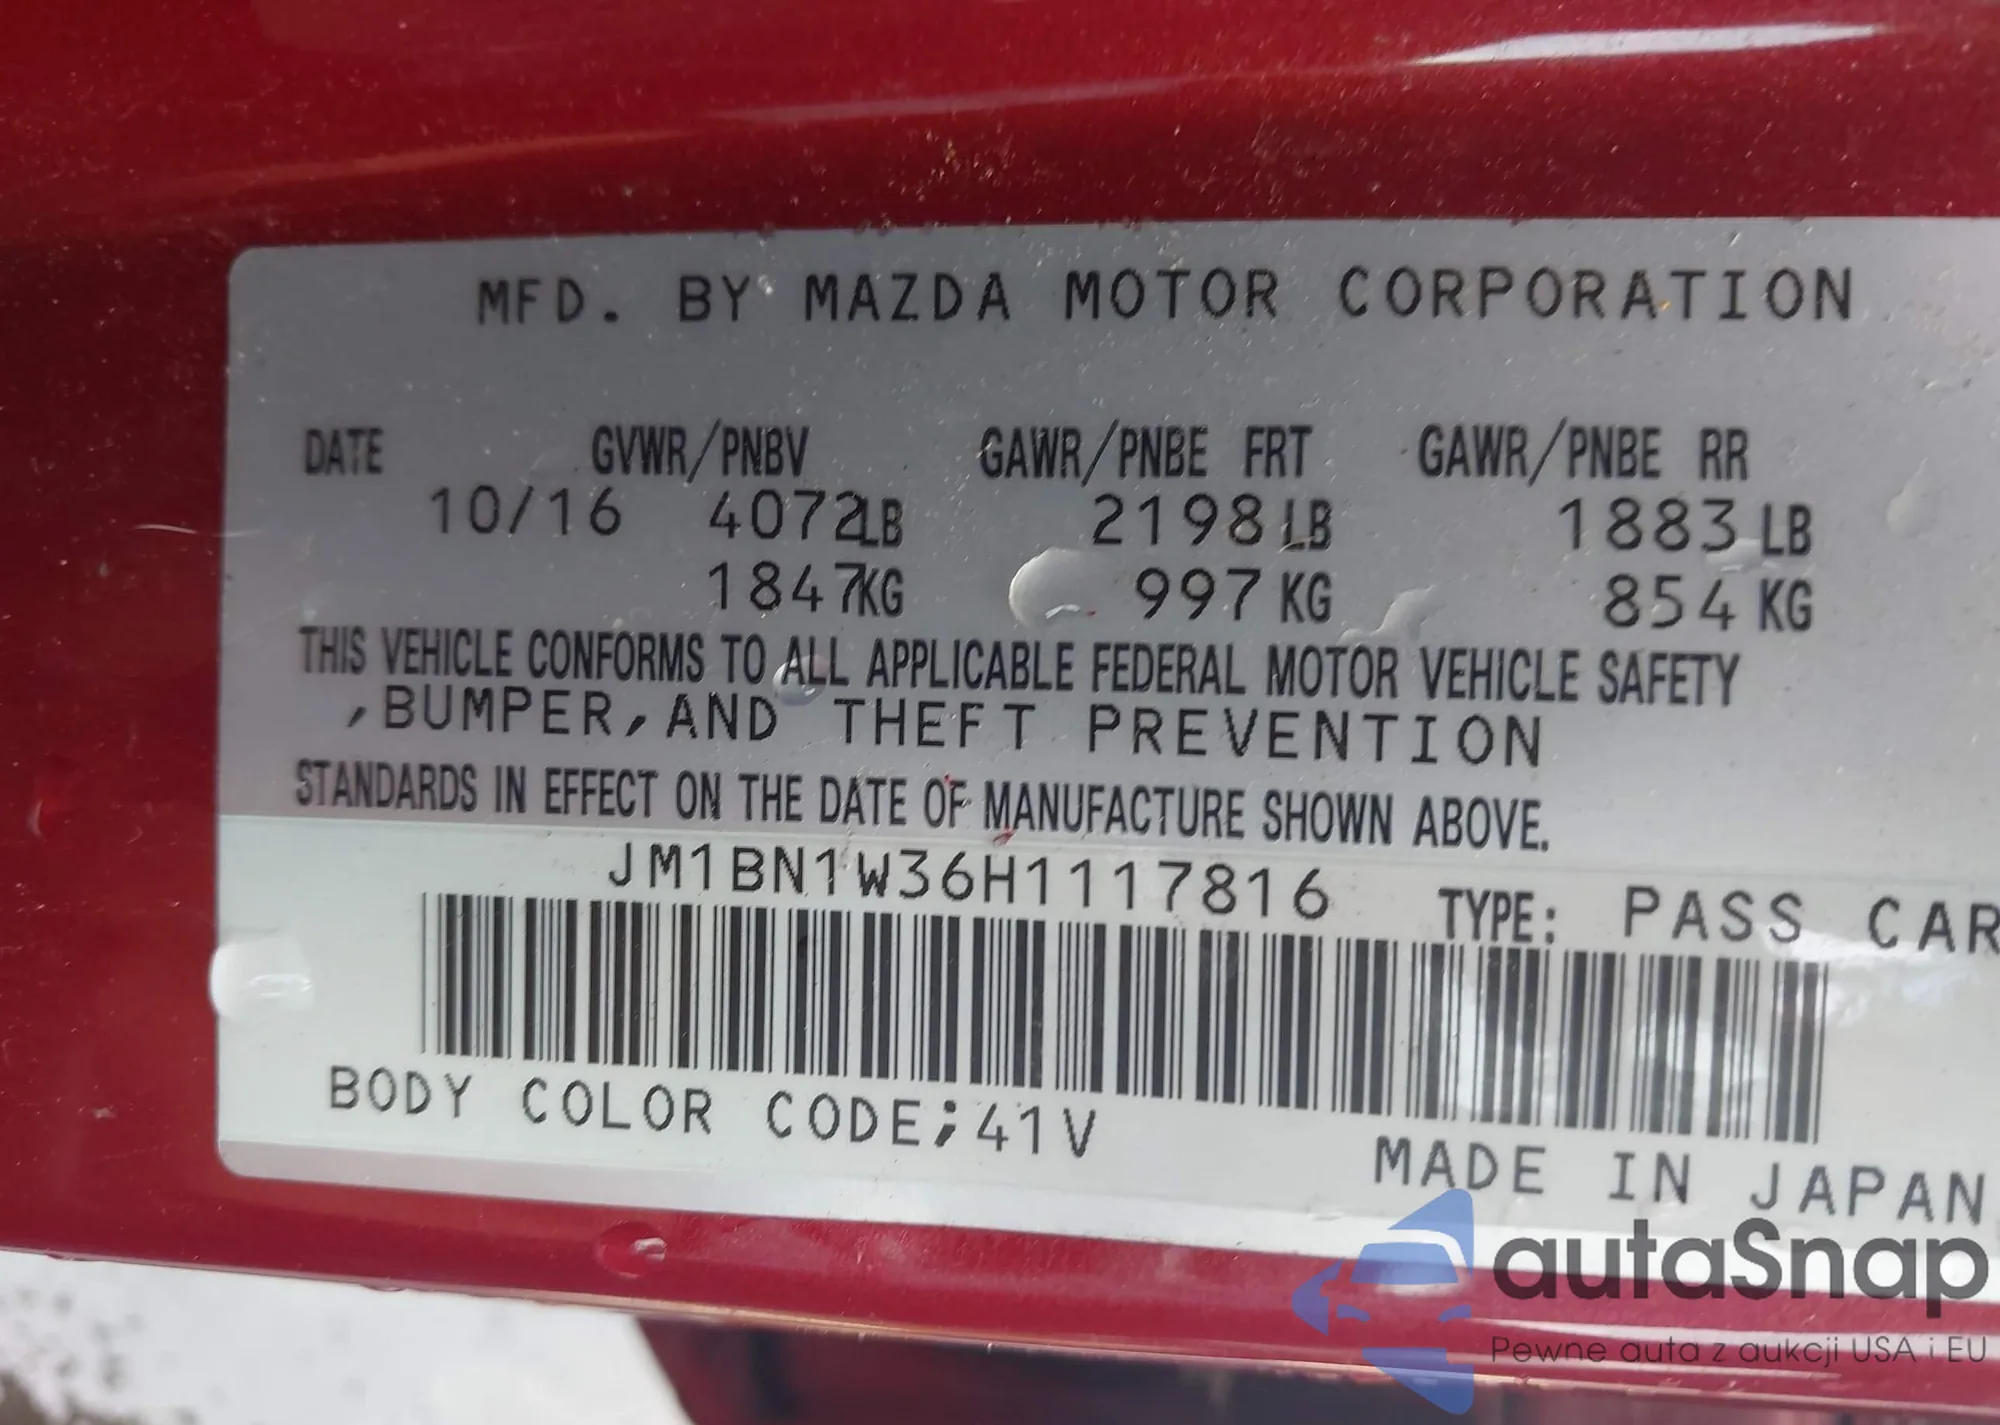 MFD. BY MAZDA MOTOR CORPORATION
DATE GVWR/PNBV GAWR/PNBE FRT GAWR/PNBE RR
10/16 4072LB 2198LB 1883LB
1847KG 997KG 854KG
THIS VEHICLE CONFORMS TO ALL APPLICABLE FEDERAL MOTOR VEHICLE SAFETY
,BUMPER,AND THEFT PREVENTION
STANDARDS IN EFFECT ON THE DATE OF MANUFACTURE SHOWN ABOVE.
JM1BN1W36H1117816 TYPE: PASS CAR
BODY COLOR CODE;41V
MADE IN JAPAN
autaSnap
Pewne auta z aukcji USA i EU